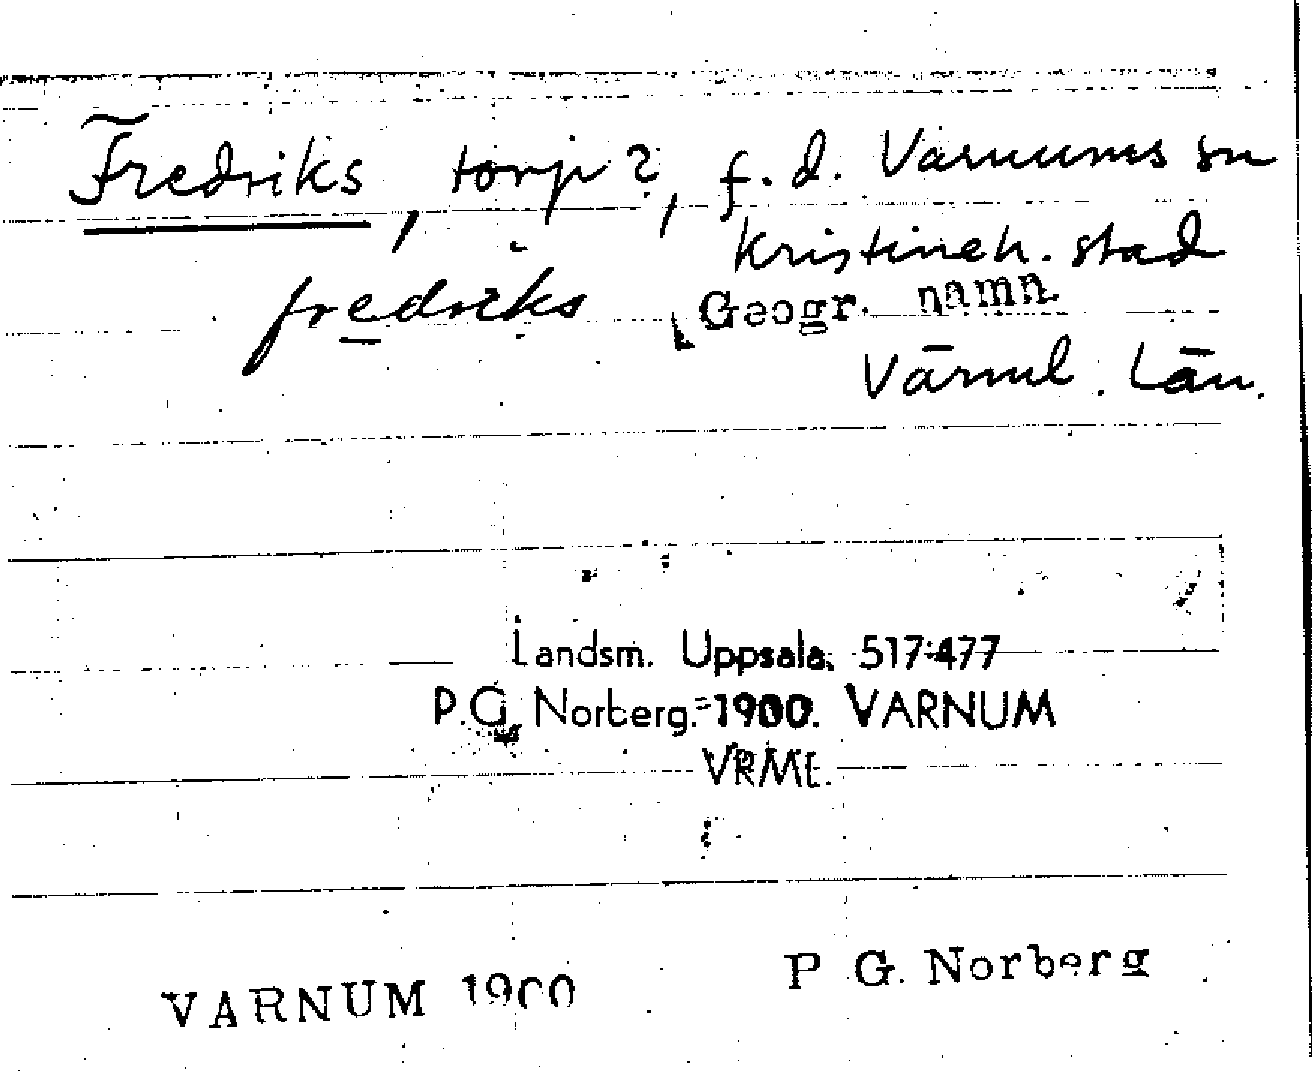 Fredriks, torp?, f.d. Varnums sn
Kristineh. stad
fredriks
Geogr. namn.
Värml. Län.
Landsm. Uppsala. 517:477
P.G. Norberg. 1900. VARNUM
VRML.
VARNUM 1900 P G. Norberg